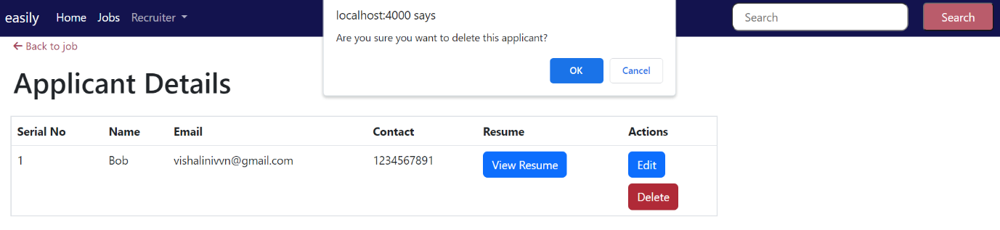 easily Home Jobs Recruiter Search Search
localhost:4000 says
Are you sure you want to delete this applicant?
OK Cancel
← Back to job
Applicant Details
Serial No Name Email Contact Resume Actions
1 Bob vishalinivvn@gmail.com 1234567891 View Resume Edit
Delete